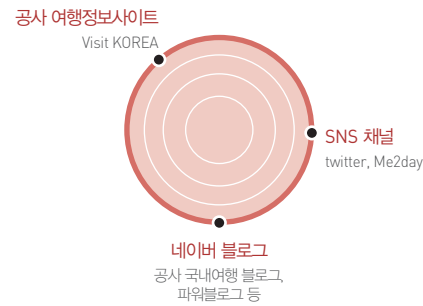 공사 여행정보사이트
Visit KOREA
SNS 채널
twitter, Me2day
네이버 블로그
공사 국내여행 블로그,
파워블로그 등